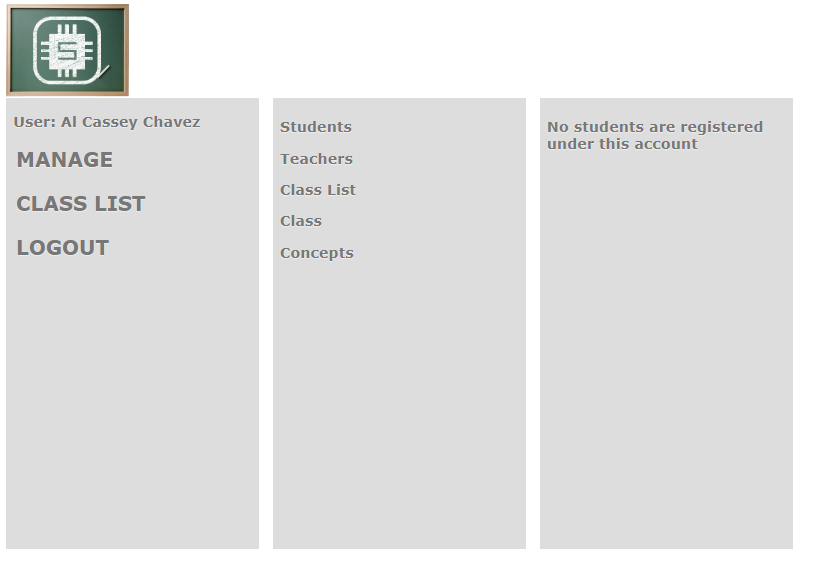 User: Al Cassey Chavez
MANAGE
CLASS LIST
LOGOUT
Students
Teachers
Class List
Class
Concepts
No students are registered
under this account